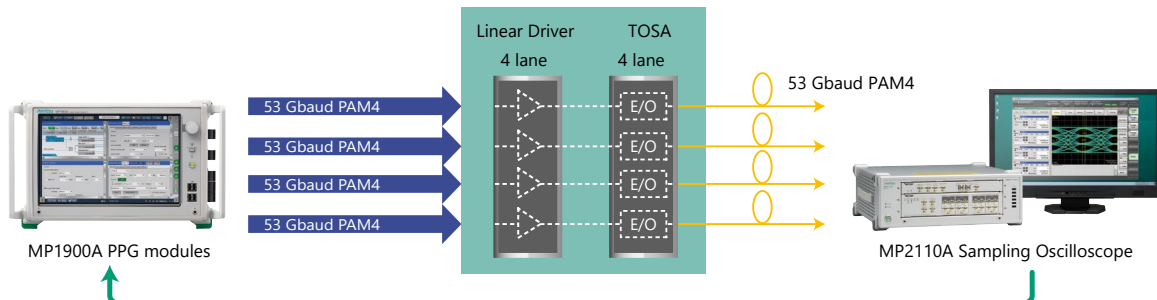 Linear Driver
4 lane
TOSA
4 lane
53 Gbaud PAM4
53 Gbaud PAM4
53 Gbaud PAM4
53 Gbaud PAM4
E/O
E/O
E/O
E/O
53 Gbaud PAM4
MP1900A PPG modules
MP2110A Sampling Oscilloscope